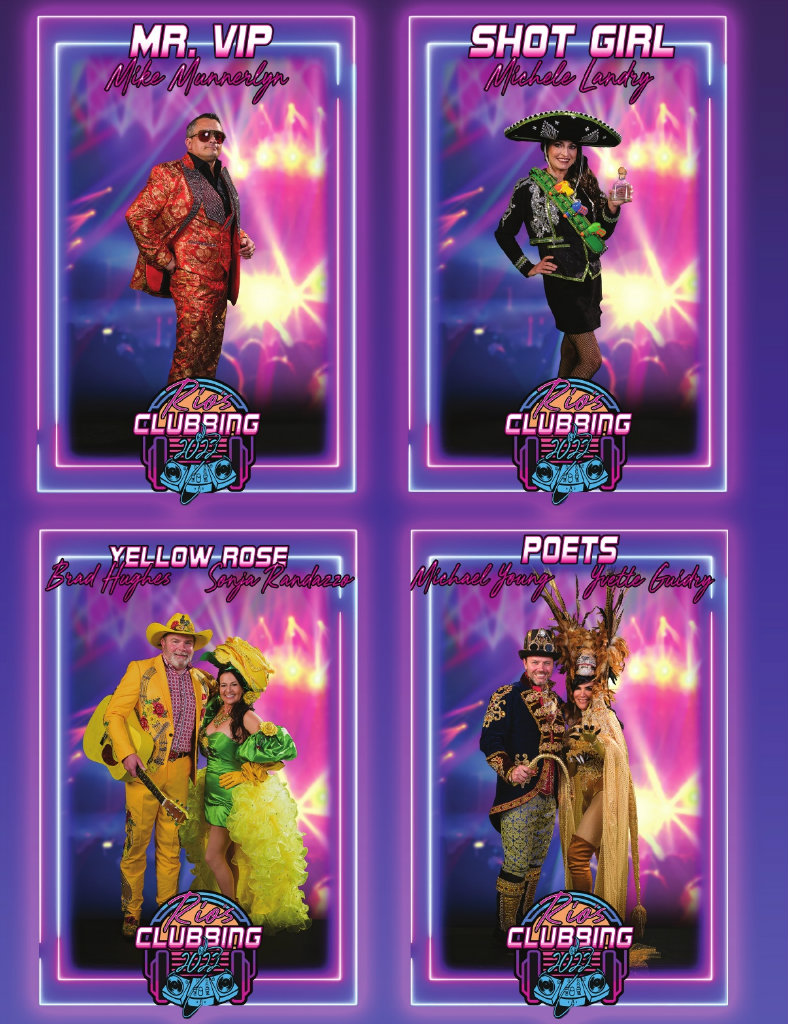 MR. VIP
Mike Munnerlyn
Rios
CLUBBING
2022
SHOT GIRL
Michele Landry
Rios
CLUBBING
2022
YELLOW ROSE
Brad Hughes Sonja Randazzo
Rios
CLUBBING
2022
POETS
Michael Young Yvette Guidry
Rios
CLUBBING
2022